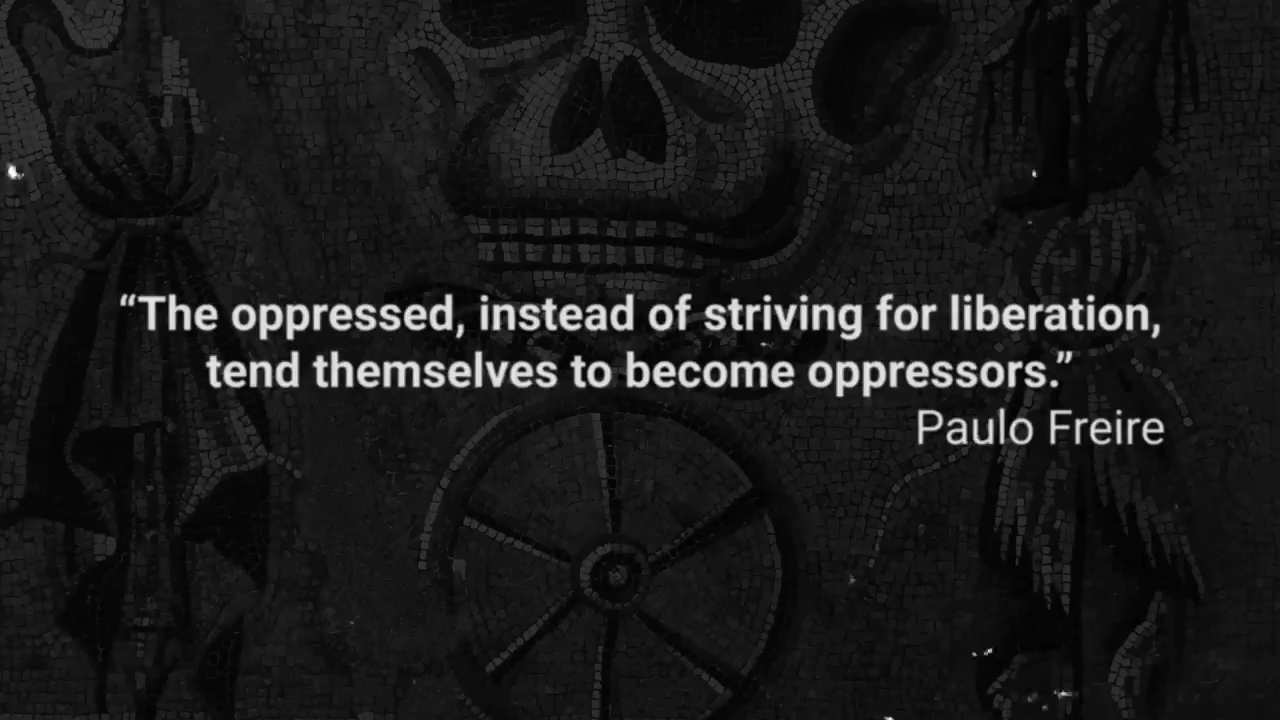 “The oppressed, instead of striving for liberation,
tend themselves to become oppressors.”
Paulo Freire